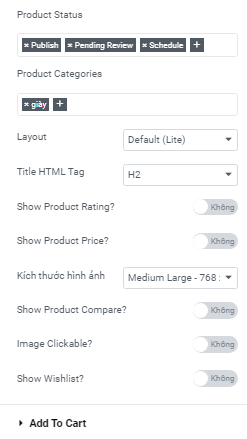 Product Status
× Publish × Pending Review × Schedule +
Product Categories
× giày +
Layout Default (Lite)
Title HTML Tag H2
Show Product Rating? Không
Show Product Price? Không
Kích thước hình ảnh Medium Large - 768 :
Show Product Compare? Không
Image Clickable? Không
Show Wishlist? Không
Add To Cart